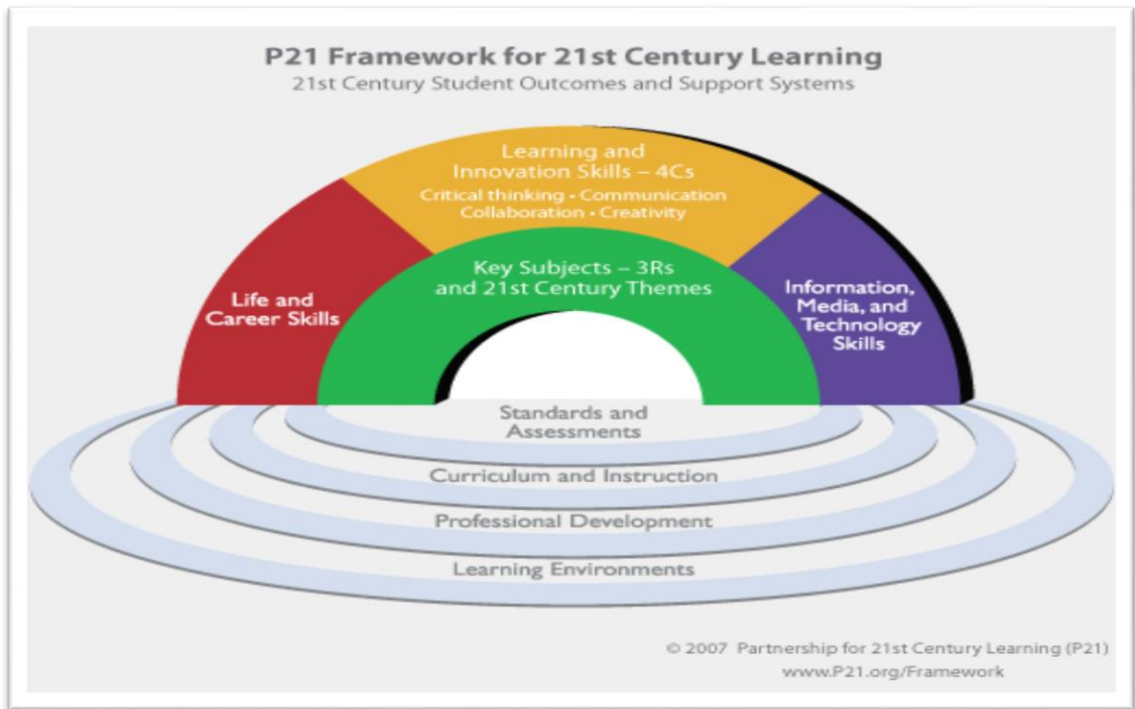 P21 Framework for 21st Century Learning
21st Century Student Outcomes and Support Systems
Learning and
Innovation Skills – 4Cs
Critical thinking • Communication
Collaboration • Creativity
Key Subjects – 3Rs
and 21st Century Themes
Life and
Career Skills
Information,
Media, and
Technology
Skills
Standards and
Assessments
Curriculum and Instruction
Professional Development
Learning Environments
© 2007 Partnership for 21st Century Learning (P21)
www.P21.org/Framework